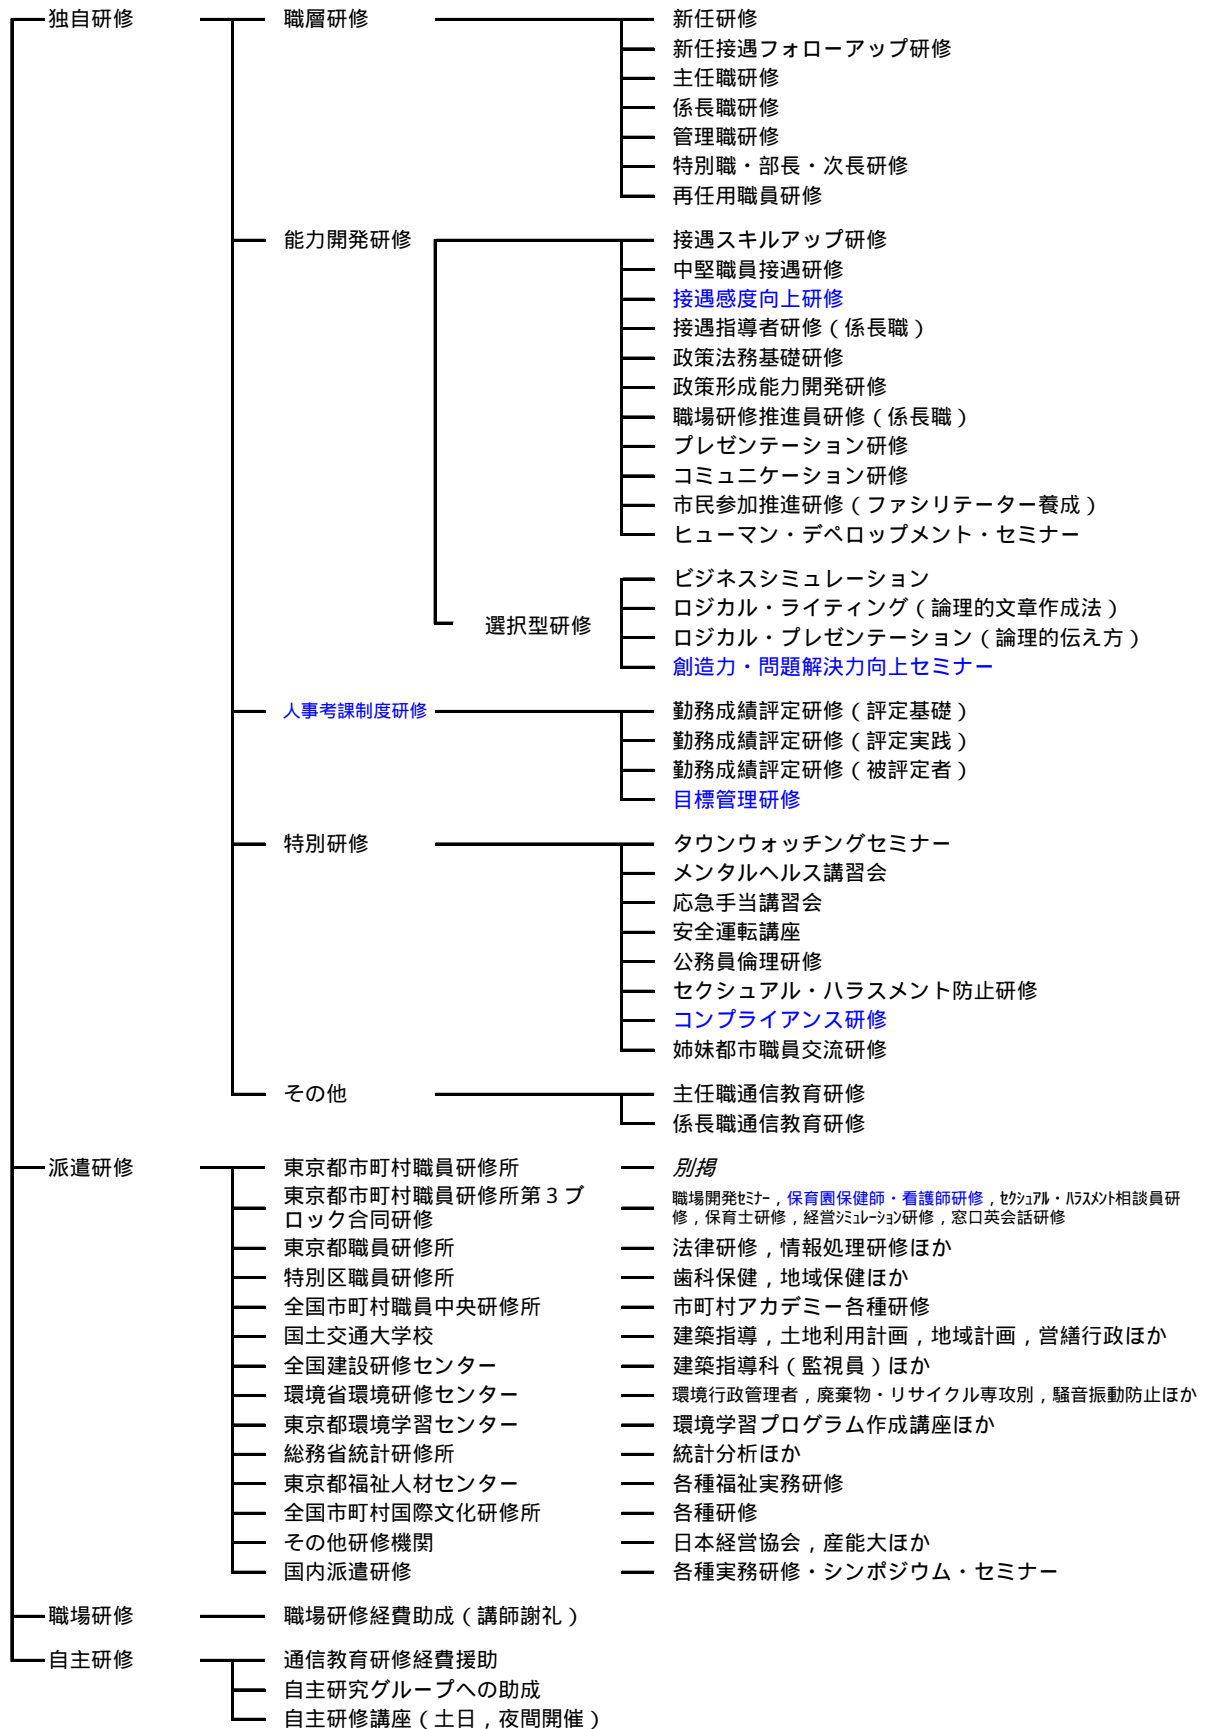 独自研修 職層研修 新任研修
新任接遇フォローアップ研修
主任職研修
係長職研修
管理職研修
特別職・部長・次長研修
再任用職員研修
能力開発研修 接遇スキルアップ研修
中堅職員接遇研修
接遇感度向上研修
接遇指導者研修(係長職)
政策法務基礎研修
政策形成能力開発研修
職場研修推進員研修(係長職)
プレゼンテーション研修
コミュニケーション研修
市民参加推進研修(ファシリテーター養成)
ヒューマン・デペロップメント・セミナー
ビジネスシミュレーション
選択型研修 ロジカル・ライティング(論理的文章作成法)
ロジカル・プレゼンテーション(論理的伝え方)
創造力・問題解決力向上セミナー
人事考課制度研修 勤務成績評定研修(評定基礎)
勤務成績評定研修(評定実践)
勤務成績評定研修(被評定者)
目標管理研修
特別研修 タウンウォッチングセミナー
メンタルヘルス講習会
応急手当講習会
安全運転講座
公務員倫理研修
セクシュアル・ハラスメント防止研修
コンプライアンス研修
姉妹都市職員交流研修
その他 主任職通信教育研修
係長職通信教育研修
派遣研修 東京都市町村職員研修所 別掲
東京都市町村職員研修所第3ブ 職場開発ｾﾐﾅｰ,保育園保健師・看護師研修,ｾｸｼｭｱﾙ・ﾊﾗｽﾒﾝﾄ相談員研
ロック合同研修 修,保育士研修,経営ｼﾐｭﾚｰｼｮﾝ研修,窓口英会話研修
東京都職員研修所 法律研修,情報処理研修ほか
特別区職員研修所 歯科保健,地域保健ほか
全国市町村職員中央研修所 市町村アカデミー各種研修
国土交通大学校 建築指導,土地利用計画,地域計画,営繕行政ほか
全国建設研修センター 建築指導科(監視員)ほか
環境省環境研修センター 環境行政管理者,廃棄物・リサイクル専攻別,騒音振動防止ほか
東京都環境学習センター 環境学習プログラム作成講座ほか
総務省統計研修所 統計分析ほか
東京都福祉人材センター 各種福祉実務研修
全国市町村国際文化研修所 各種研修
その他研修機関 日本経営協会,産能大ほか
国内派遣研修 各種実務研修・シンポジウム・セミナー
職場研修 職場研修経費助成(講師謝礼)
自主研修 通信教育研修経費援助
自主研究グループへの助成
自主研修講座(土日,夜間開催)